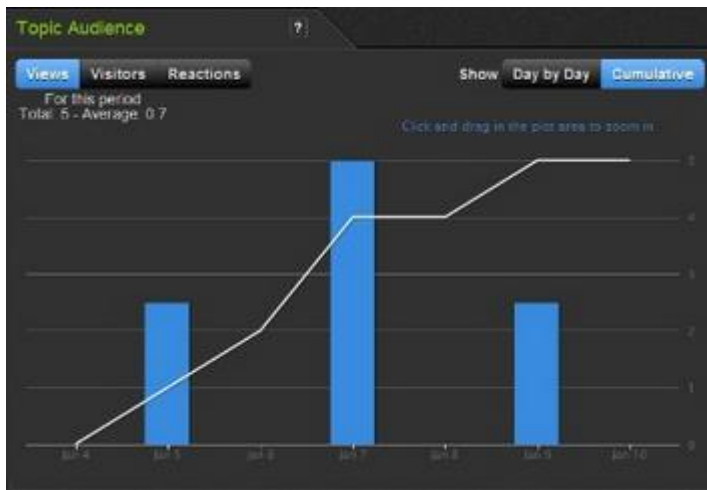 Topic Audience ?
Views Visitors Reactions Show Day by Day Cumulative
For this period
Total: 5 - Average: 0.7
Click and drag in the plot area to zoom in
5
4
3
2
1
0
Jan 4 Jan 5 Jan 6 Jan 7 Jan 8 Jan 9 Jan 10